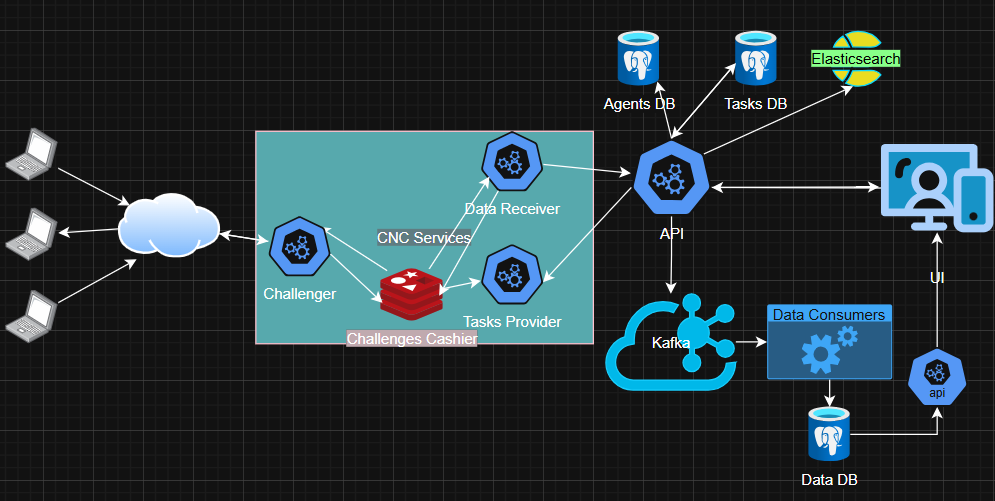 Agents DB
Tasks DB
Elasticsearch
Data Receiver
CNC Services
API
Challenger
UI
Tasks Provider
Challenges Cashier
Kafka
Data Consumers
api
Data DB